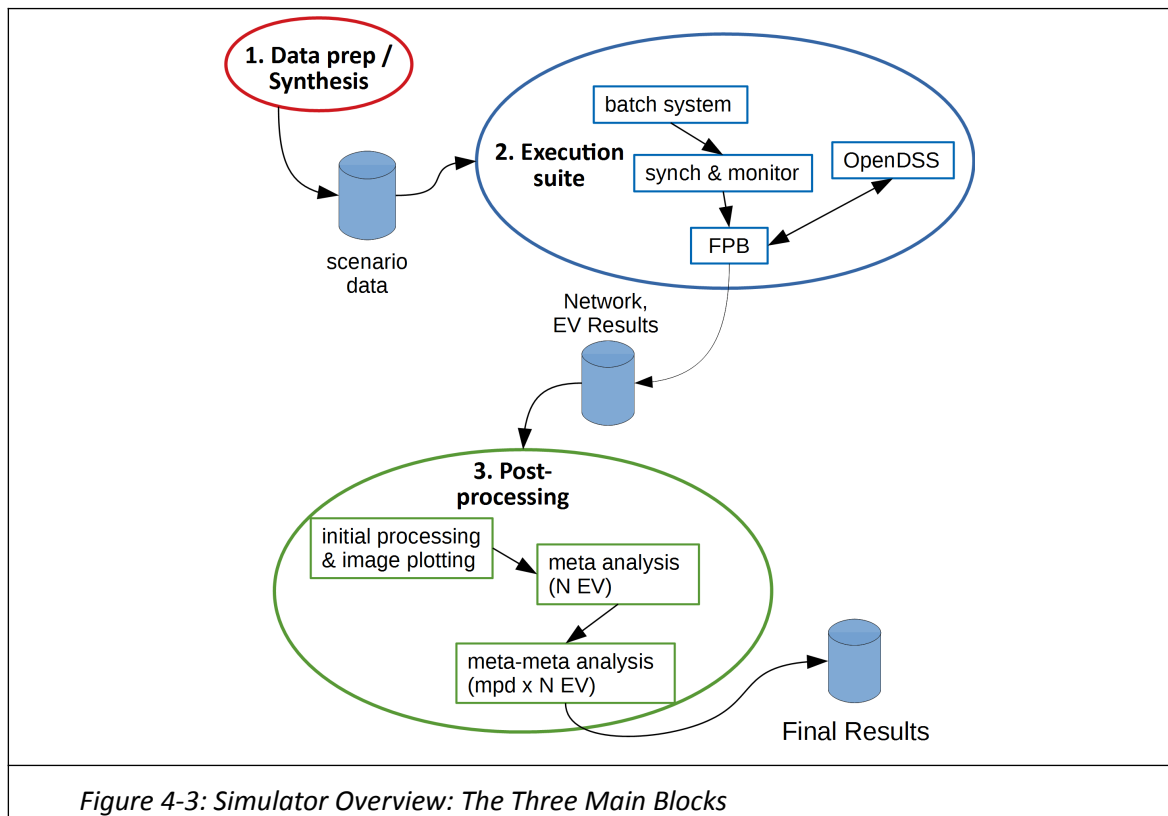 1. Data prep /
Synthesis
scenario
data
2. Execution
suite
batch system
synch & monitor
OpenDSS
FPB
Network,
EV Results
3. Post-
processing
initial processing
& image plotting
meta analysis
(N EV)
meta-meta analysis
(mpd x N EV)
Final Results
Figure 4-3: Simulator Overview: The Three Main Blocks